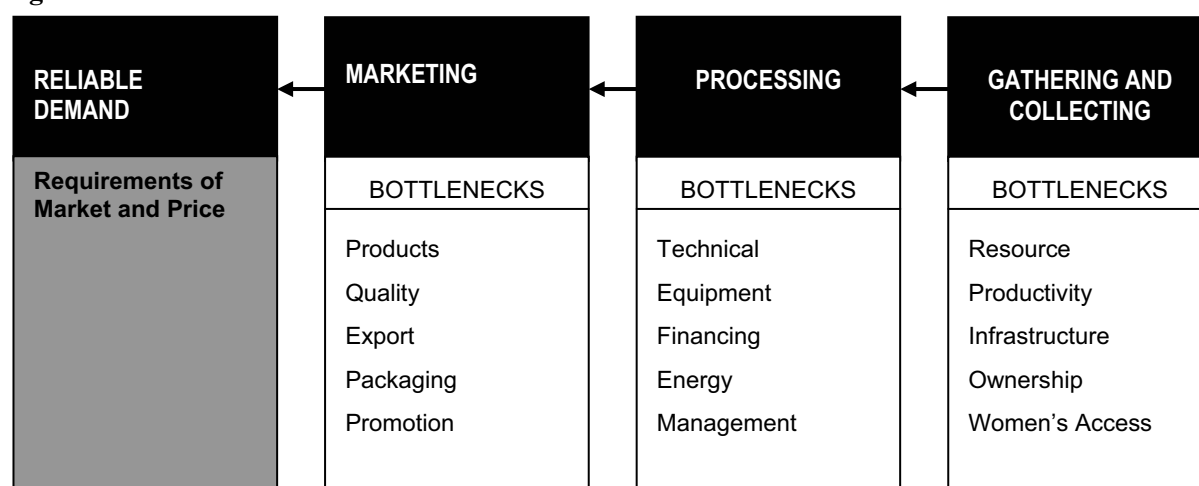 RELIABLE
DEMAND
Requirements of
Market and Price
MARKETING
BOTTLENECKS
Products
Quality
Export
Packaging
Promotion
PROCESSING
BOTTLENECKS
Technical
Equipment
Financing
Energy
Management
GATHERING AND
COLLECTING
BOTTLENECKS
Resource
Productivity
Infrastructure
Ownership
Women’s Access